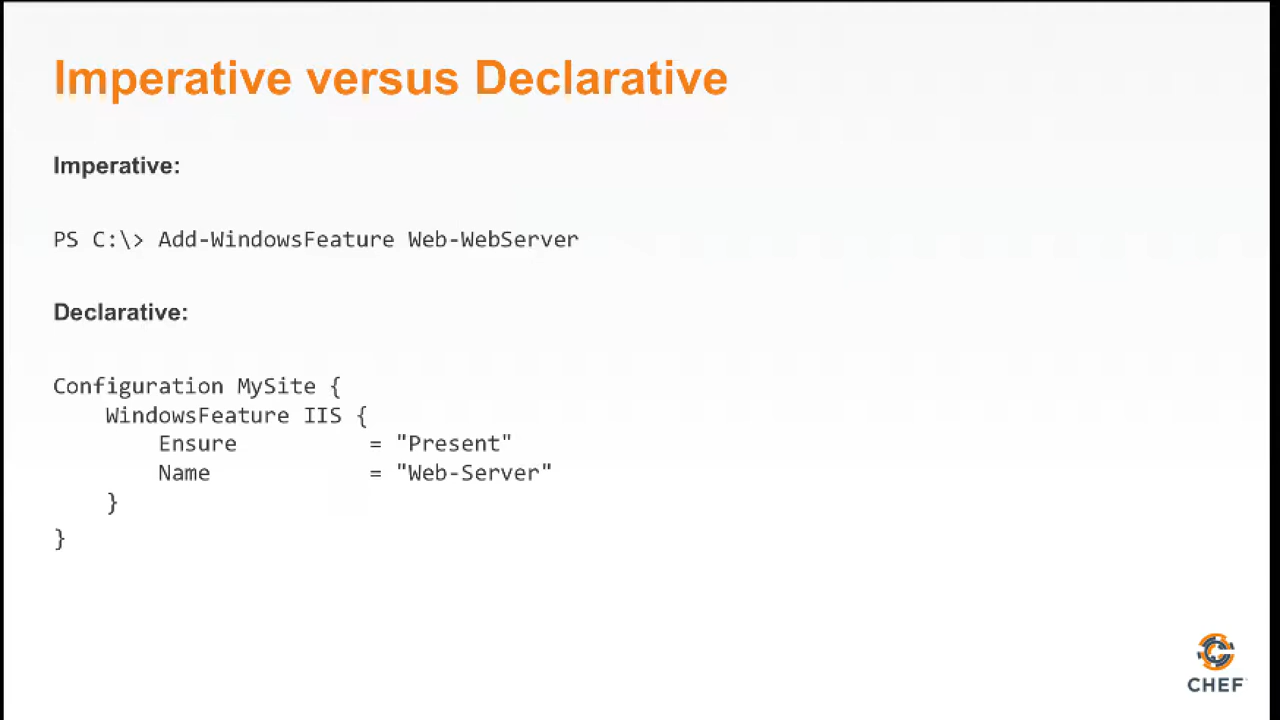 Imperative versus Declarative
Imperative:
PS C:\> Add-WindowsFeature Web-WebServer
Declarative:
Configuration MySite {
    WindowsFeature IIS {
        Ensure          = "Present"
        Name            = "Web-Server"
    }
}
CHEF